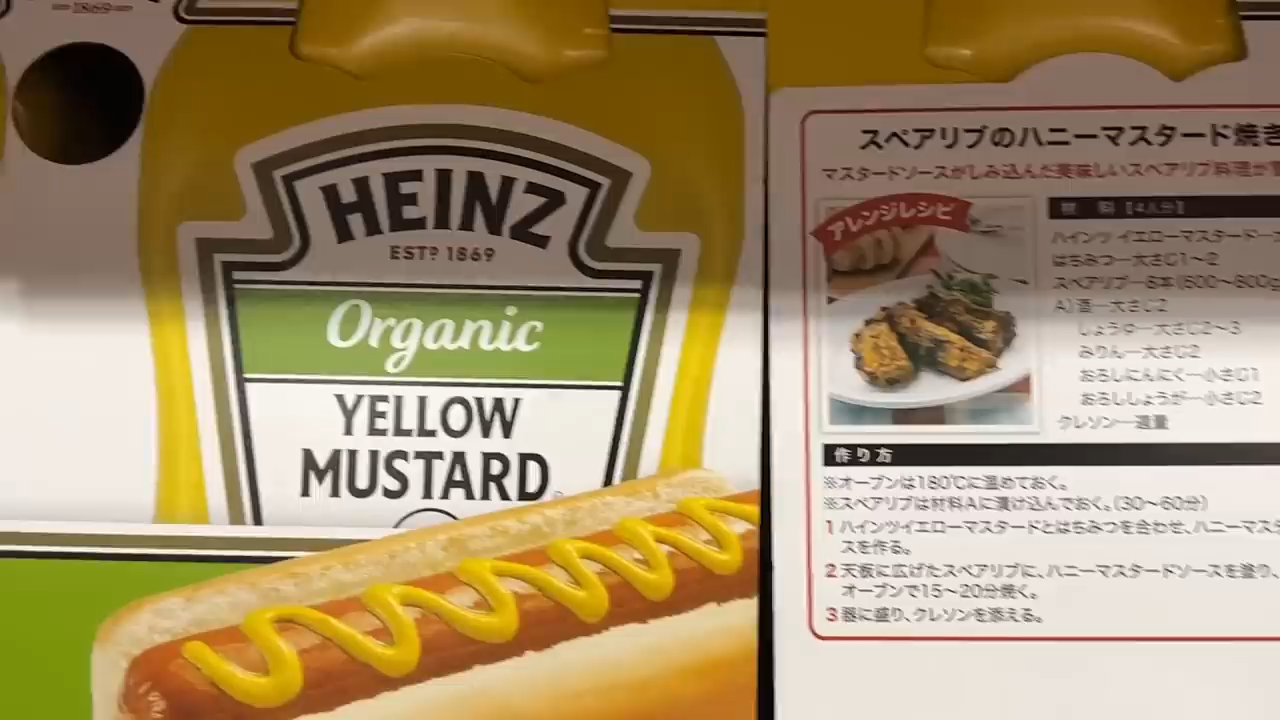 1869
HEINZ
ESTD 1869
Organic
YELLOW
MUSTARD
スペアリブのハニーマスタード焼き
マスタードソースがしみ込んだ美味しいスペアリブ料理が
アレンジレシピ
材 料【4人分】
ハインツ イエローマスタード
はちみつ―大さじ1〜2
スペアリブ―8本(600〜800g
A)酒―大さじ2
しょうゆ―大さじ2〜3
みりん―大さじ2
おろしにんにく―小さじ1
おろししょうが―小さじ2
クレソン―適量
作り方
※オーブンは180℃に温めておく。
※スペアリブは材料Aに漬け込んでおく。(30〜60分)
1 ハインツイエローマスタードとはちみつを合わせ、ハニーマス
スを作る。
2 天板に広げたスペアリブに、ハニーマスタードソースを塗り、
オーブンで15〜20分焼く。
3 器に盛り、クレソンを添える。